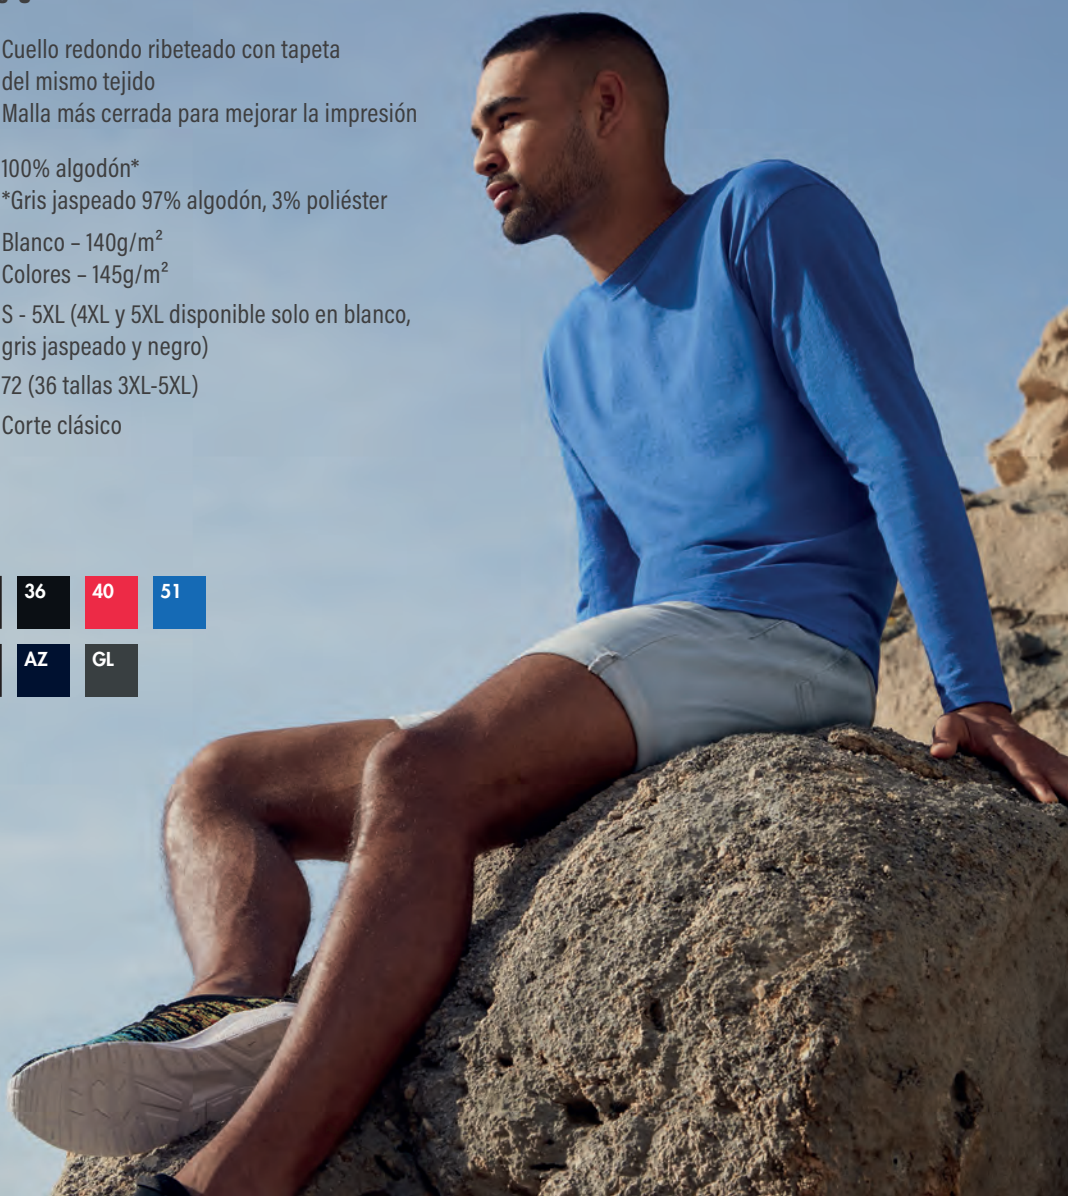 Cuello redondo ribeteado con tapeta
del mismo tejido
Malla más cerrada para mejorar la impresión
100% algodón*
*Gris jaspeado 97% algodón, 3% poliéster
Blanco – 140g/m²
Colores – 145g/m²
S - 5XL (4XL y 5XL disponible solo en blanco,
gris jaspeado y negro)
72 (36 tallas 3XL-5XL)
Corte clásico
36 40 51
AZ GL